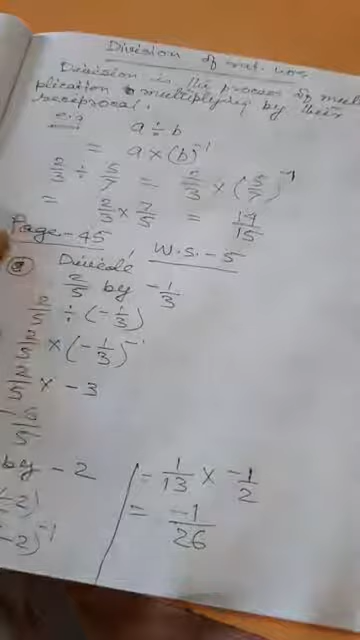 Division of rat. nos
Division is the process of multi
plication & multiplying by their
reciprocal.
e.g a ÷ b
= a × (b)⁻¹
2/3 ÷ 5/7 = 2/3 × (5/7)⁻¹
= 2/3 × 7/5 = 14/15
Page-45
W.S.-5
Divide
2/5 by -1/3
2/5 ÷ (-1/3)
2/5 × (-1/3)⁻¹
2/5 × -3
-6/5
by -2
÷ -2)
-2)⁻¹
= 1/13 × -1/2
= -1/26